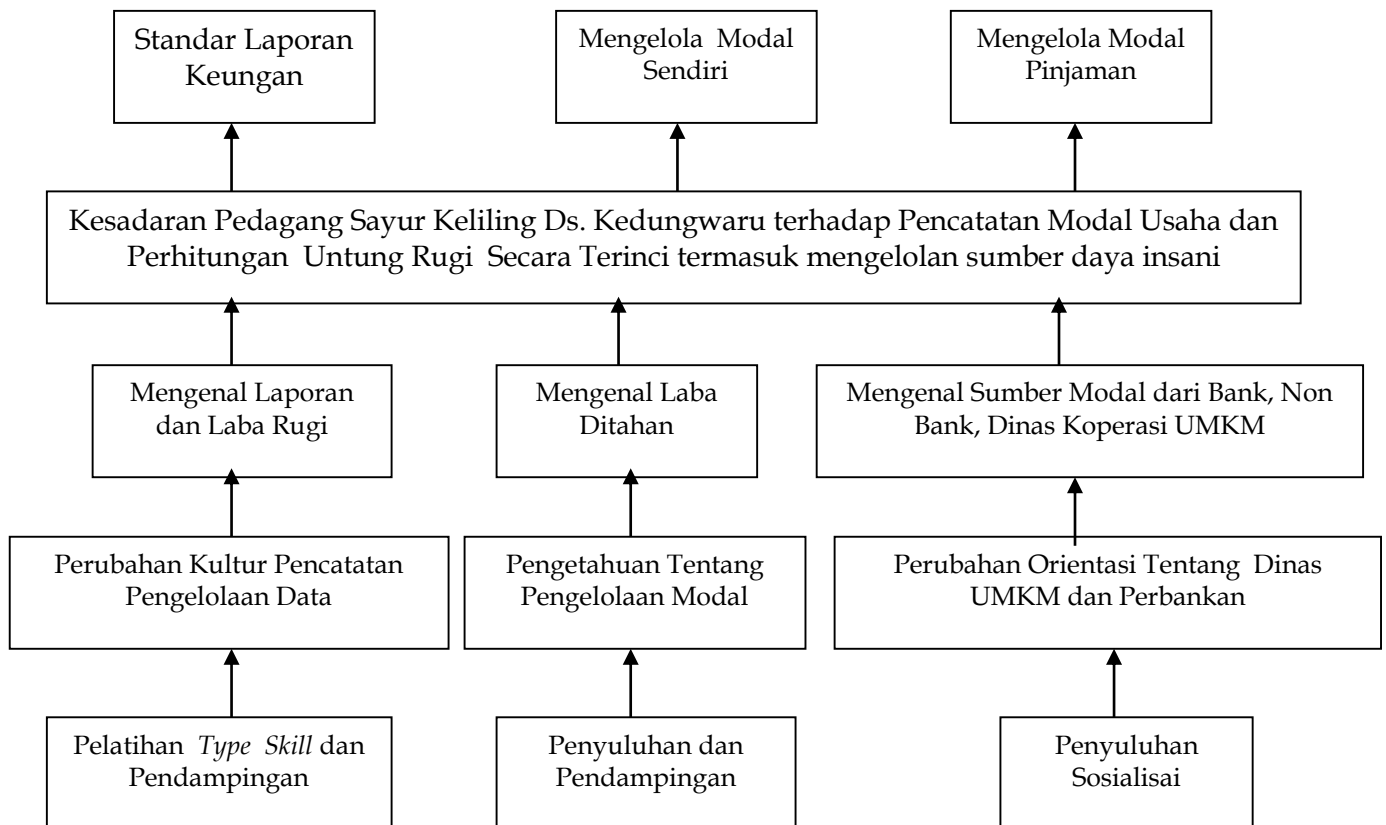 Standar Laporan
Keungan
Mengelola Modal
Sendiri
Mengelola Modal
Pinjaman
Kesadaran Pedagang Sayur Keliling Ds. Kedungwaru terhadap Pencatatan Modal Usaha dan
Perhitungan Untung Rugi Secara Terinci termasuk mengelolan sumber daya insani
Mengenal Laporan
dan Laba Rugi
Mengenal Laba
Ditahan
Mengenal Sumber Modal dari Bank, Non
Bank, Dinas Koperasi UMKM
Perubahan Kultur Pencatatan
Pengelolaan Data
Pengetahuan Tentang
Pengelolaan Modal
Perubahan Orientasi Tentang Dinas
UMKM dan Perbankan
Pelatihan Type Skill dan
Pendampingan
Penyuluhan dan
Pendampingan
Penyuluhan
Sosialisai